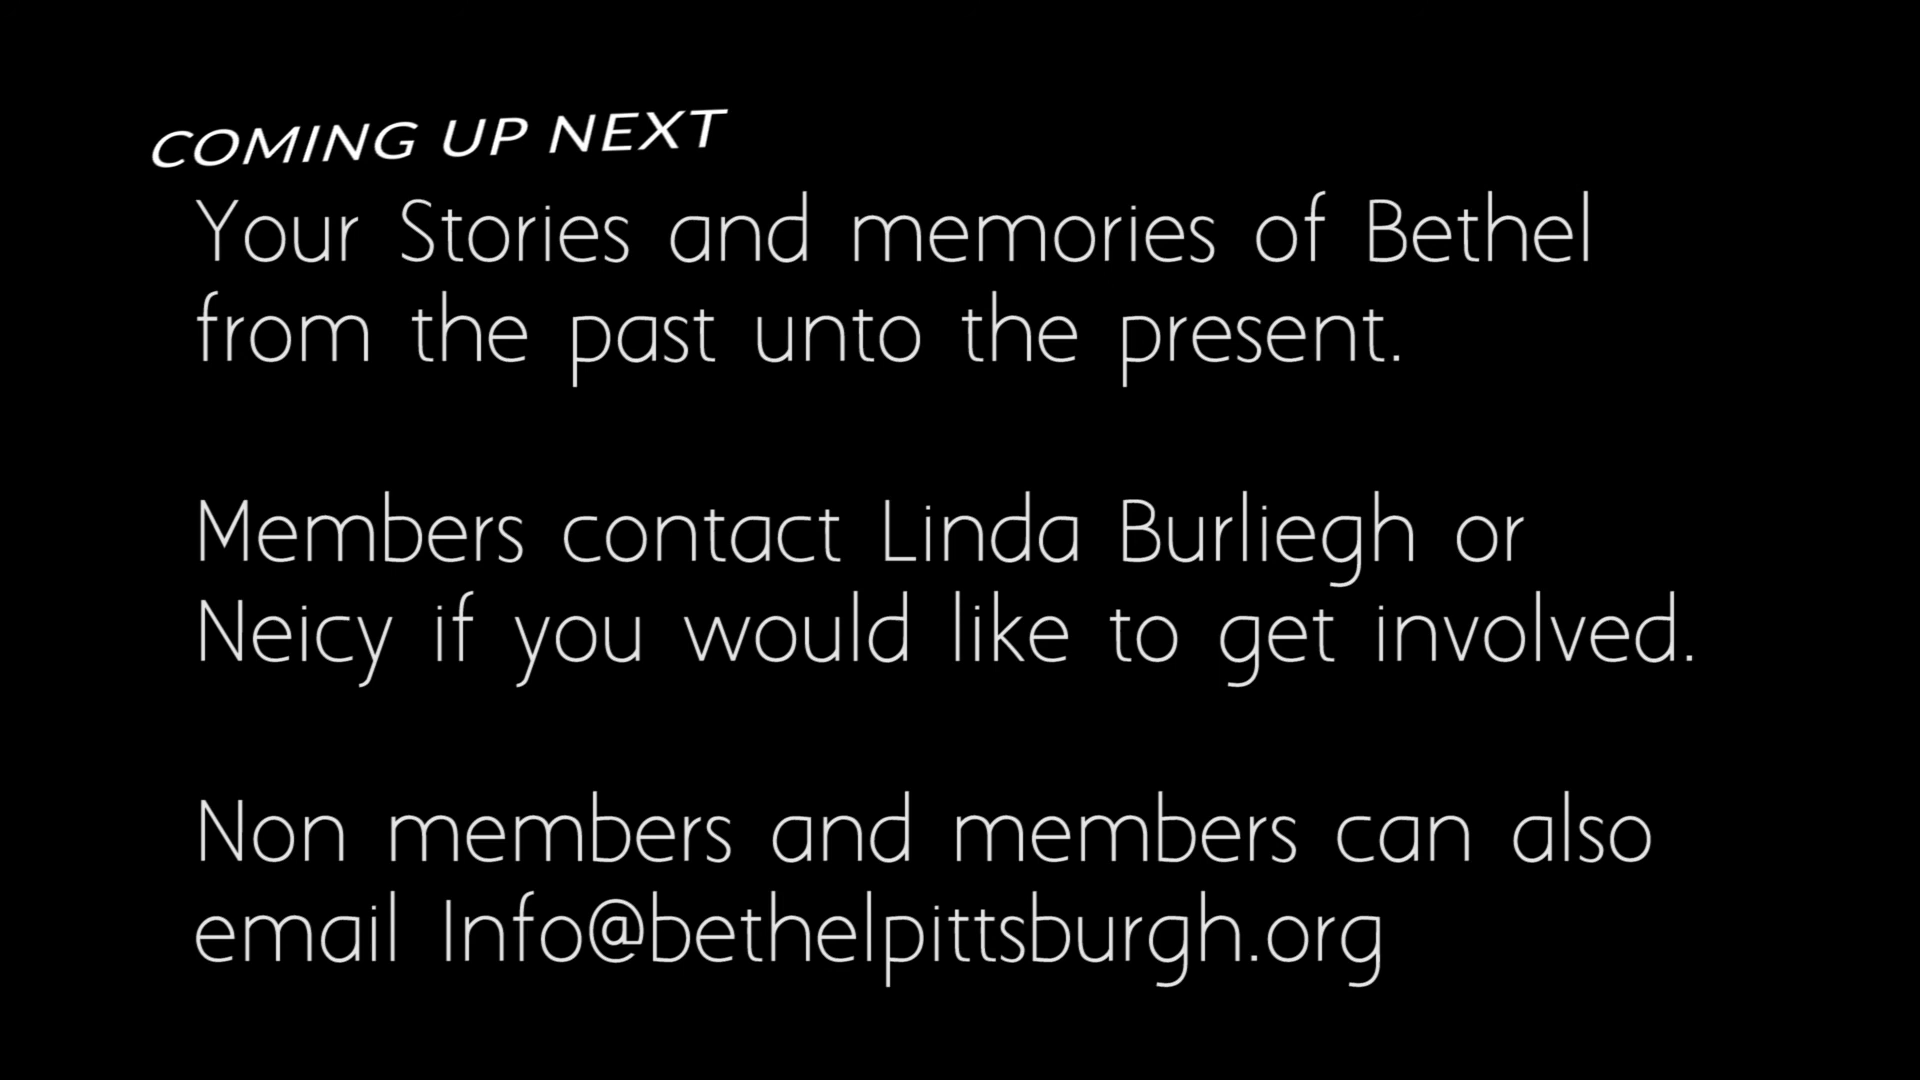 COMING UP NEXT
Your Stories and memories of Bethel
from the past unto the present.
Members contact Linda Burliegh or
Neicy if you would like to get involved.
Non members and members can also
email Info@bethelpittsburgh.org